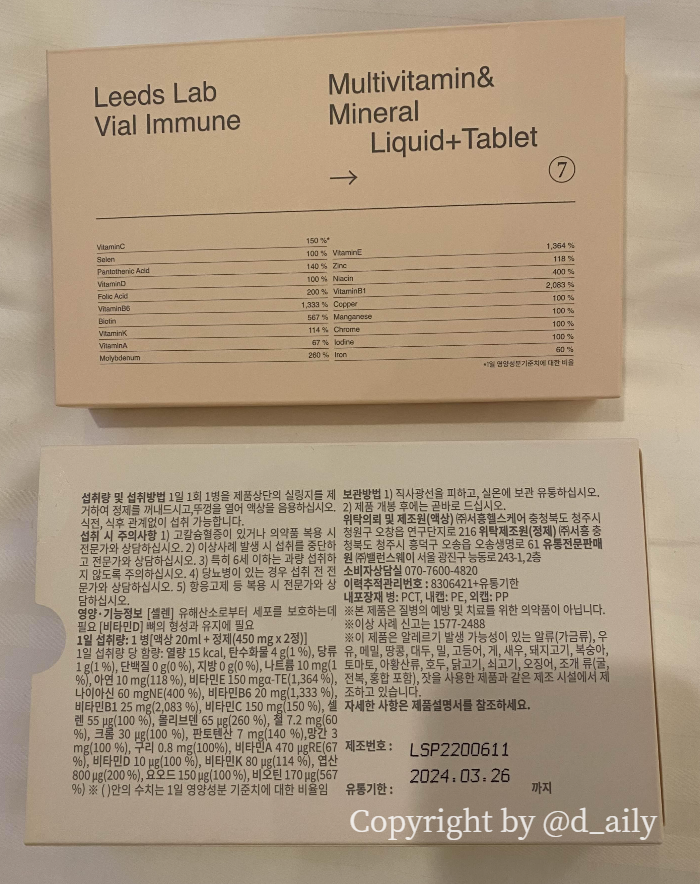 Leeds Lab
Vial Immune
Multivitamin&
Mineral
Liquid+Tablet
→
⑦
VitaminC 150 %*
Selen 100 %
Pantothenic Acid 140 %
VitaminD 100 %
Folic Acid 200 %
VitaminB6 1,333 %
Biotin 567 %
VitaminK 114 %
VitaminA 67 %
Molybdenum 260 %
VitaminE 1,364 %
Zinc 118 %
Niacin 400 %
VitaminB1 2,083 %
Copper 100 %
Manganese 100 %
Chrome 100 %
Iodine 100 %
Iron 60 %
*1일 영양성분기준치에 대한 비율
섭취량 및 섭취방법 1일 1회 1병을 제품상단의 실링지를 제
거하여 정제를 꺼내드시고,뚜껑을 열어 액상을 음용하십시오.
식전, 식후 관계없이 섭취 가능합니다.
섭취 시 주의사항 1) 고칼슘혈증이 있거나 의약품 복용 시
전문가와 상담하십시오. 2) 이상사례 발생 시 섭취를 중단하
고 전문가와 상담하십시오. 3) 특히 6세 이하는 과량 섭취하
지 않도록 주의하십시오. 4) 당뇨병이 있는 경우 섭취 전 전
문가와 상담하십시오. 5) 항응고제 등 복용 시 전문가와 상
담하십시오.
영양·기능정보 [셀렌] 유해산소로부터 세포를 보호하는데
필요 [비타민D] 뼈의 형성과 유지에 필요
1일 섭취량: 1병[액상 20ml + 정제(450 mg x 2정)]
1일 섭취량 당 함량: 열량 15 kcal, 탄수화물 4 g(1 %), 당류
1 g(1 %), 단백질 0 g(0 %), 지방 0 g(0 %), 나트륨 10 mg(1
%), 아연 10 mg(118 %), 비타민E 150 mgα-TE(1,364 %),
나이아신 60 mgNE(400 %), 비타민B6 20 mg(1,333 %),
비타민B1 25 mg(2,083 %), 비타민C 150 mg(150 %), 셀
렌 55 μg(100 %), 몰리브덴 65 μg(260 %), 철 7.2 mg(60
%), 크롬 30 μg(100 %), 판토텐산 7 mg(140 %),망간 3
mg(100 %), 구리 0.8 mg(100%), 비타민A 470 μgRE(67
%), 비타민D 10 μg(100 %), 비타민K 80 μg(114 %), 엽산
800 μg(200 %), 요오드 150 μg(100 %), 비오틴 170 μg(567
%) ※ ( )안의 수치는 1일 영양성분 기준치에 대한 비율임
보관방법 1) 직사광선을 피하고, 실온에 보관 유통하십시오.
2) 제품 개봉 후에는 곧바로 드십시오.
위탁의뢰 및 제조원(액상) ㈜서흥헬스케어 충청북도 청주시
청원구 오창읍 연구단지로 216 위탁제조원(정제) ㈜서흥 충
청북도 청주시 흥덕구 오송읍 오송생명로 61 유통전문판매
원 ㈜밸런스웨이 서울 광진구 능동로 243-1, 2층
소비자상담실 070-7600-4820
이력추적관리번호 : 8306421+유통기한
내포장재 병: PCT, 내캡: PE, 외캡: PP
※본 제품은 질병의 예방 및 치료를 위한 의약품이 아닙니다.
※이상 사례 신고는 1577-2488
※이 제품은 알레르기 발생 가능성이 있는 알류(가금류), 우
유, 메밀, 땅콩, 대두, 밀, 고등어, 게, 새우, 돼지고기, 복숭아,
토마토, 아황산류, 호두, 닭고기, 쇠고기, 오징어, 조개 류(굴,
전복, 홍합 포함), 잣을 사용한 제품과 같은 제조 시설에서 제
조하고 있습니다.
자세한 사항은 제품설명서를 참조하세요.
제조번호 : LSP2200611
유통기한 : 2024.03.26 까지
Copyright by @d_aily